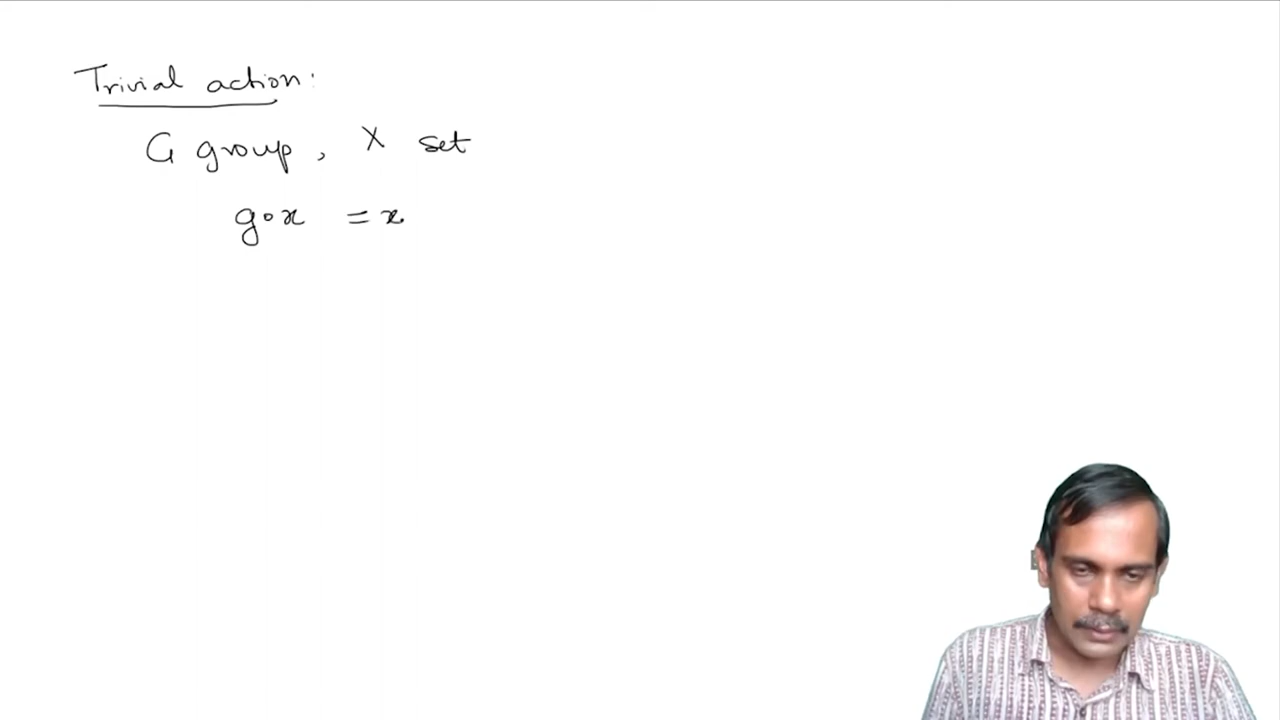 Trivial action:
G group, X set
g∘x = x